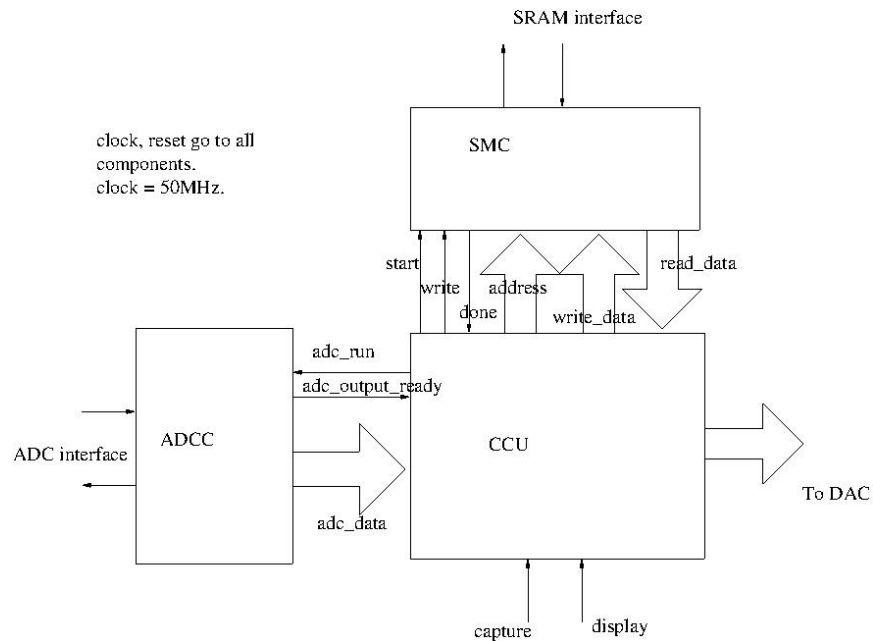 SRAM interface
clock, reset go to all
components.
clock = 50MHz.
SMC
start
write
done
address
write_data
read_data
adc_run
adc_output_ready
ADC interface
ADCC
CCU
adc_data
To DAC
capture
display